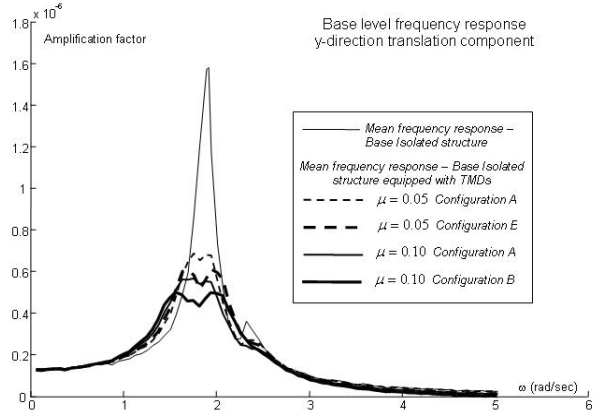 x 10⁻⁶
1.8
1.6
1.4
1.2
1
0.8
0.6
0.4
0.2
0
Amplification factor
Base level frequency response
y-direction translation component
Mean frequency response –
Base Isolated structure
Mean frequency response – Base Isolated
structure equipped with TMDs
μ = 0.05 Configuration A
μ = 0.05 Configuration E
μ = 0.10 Configuration A
μ = 0.10 Configuration B
ω (rad/sec)
0 1 2 3 4 5 6